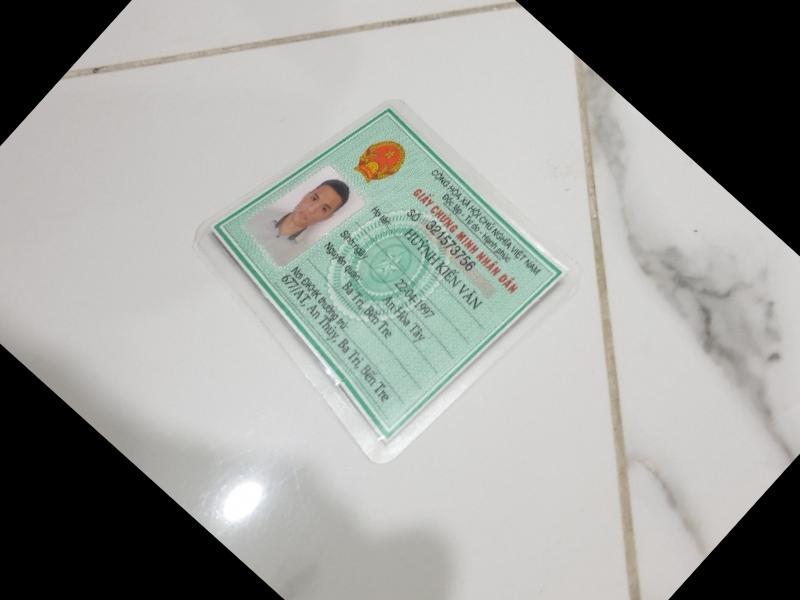 CỘNG HÒA XÃ HỘI CHỦ NGHĨA VIỆT NAM
Độc lập - Tự do - Hạnh phúc
GIẤY CHỨNG MINH NHÂN DÂN
SỐ 321573756
Họ tên: HUỲNH KIẾN VĂN
Sinh ngày: 22-04-1997
Nguyên quán: An Hòa Tây
Ba Tri, Bến Tre
Nơi ĐKHK thường trú:
677/AT, An Thủy, Ba Tri, Bến Tre